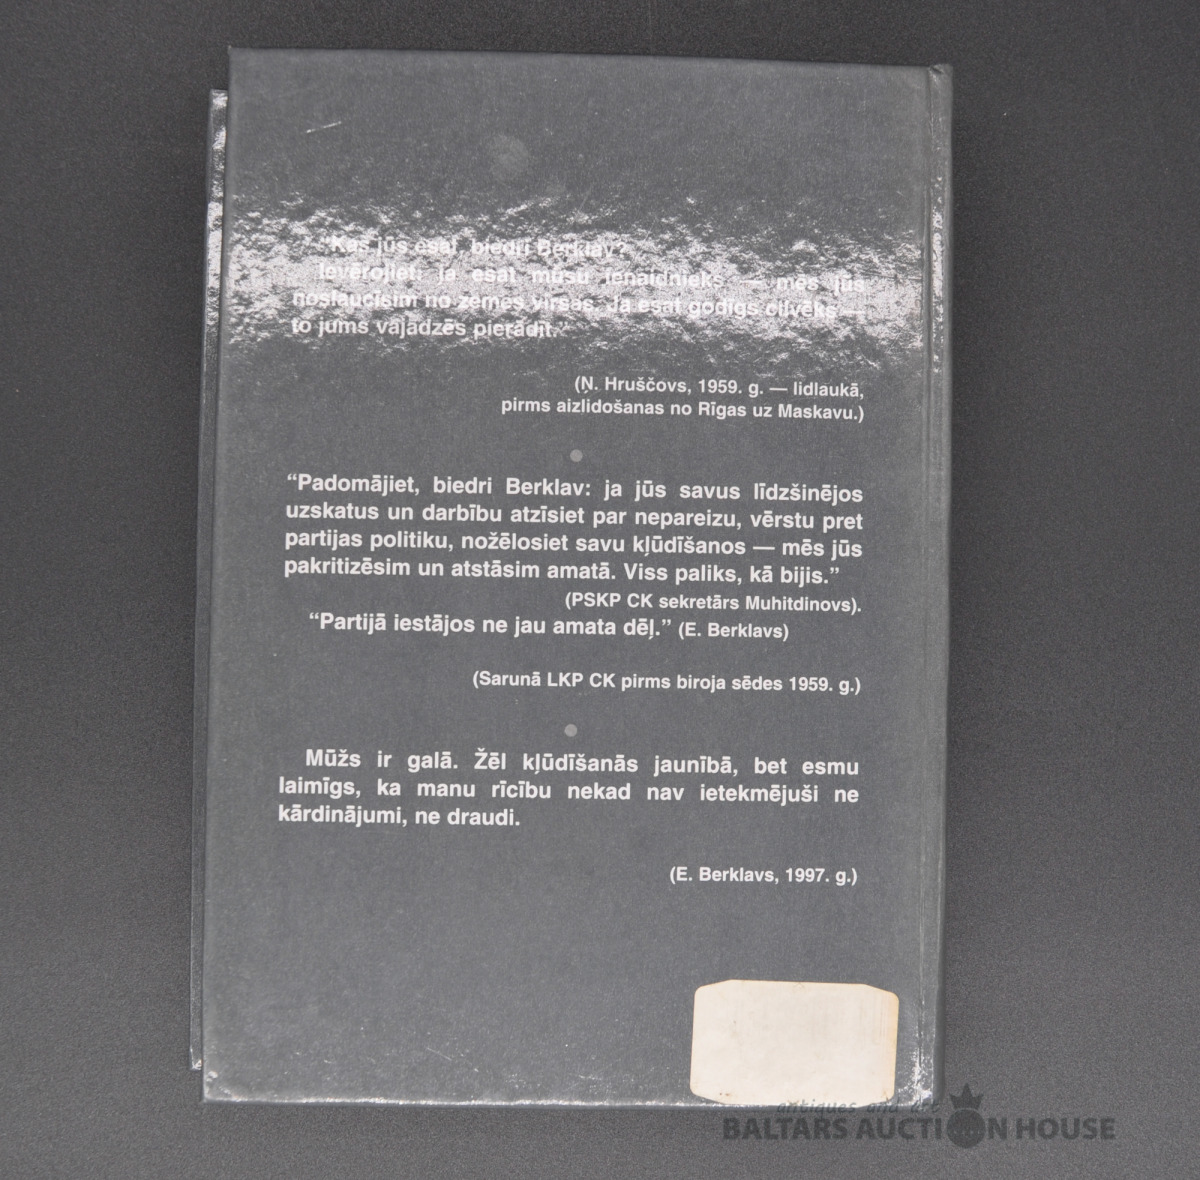 “Kas jūs esat, biedri Berklav?
Ievērojiet: ja esat mūsu ienaidnieks — mēs jūs
noslaucīsim no zemes virsas. Ja esat godīgs cilvēks —
to jums vajadzēs pierādīt.”
(Ņ. Hruščovs, 1959. g. — lidlaukā,
pirms aizlidošanas no Rīgas uz Maskavu.)
“Padomājiet, biedri Berklav: ja jūs savus līdzšinējos
uzskatus un darbību atzīsiet par nepareizu, vērstu pret
partijas politiku, nožēlosiet savu kļūdīšanos — mēs jūs
pakritizēsim un atstāsim amatā. Viss paliks, kā bijis.”
(PSKP CK sekretārs Muhitdinovs).
“Partijā iestājos ne jau amata dēļ.” (E. Berklavs)
(Sarunā LKP CK pirms biroja sēdes 1959. g.)
Mūžs ir galā. Žēl kļūdīšanās jaunībā, bet esmu
laimīgs, ka manu rīcību nekad nav ietekmējuši ne
kārdinājumi, ne draudi.
(E. Berklavs, 1997. g.)
antiques and art
BALTARS AUCTION HOUSE